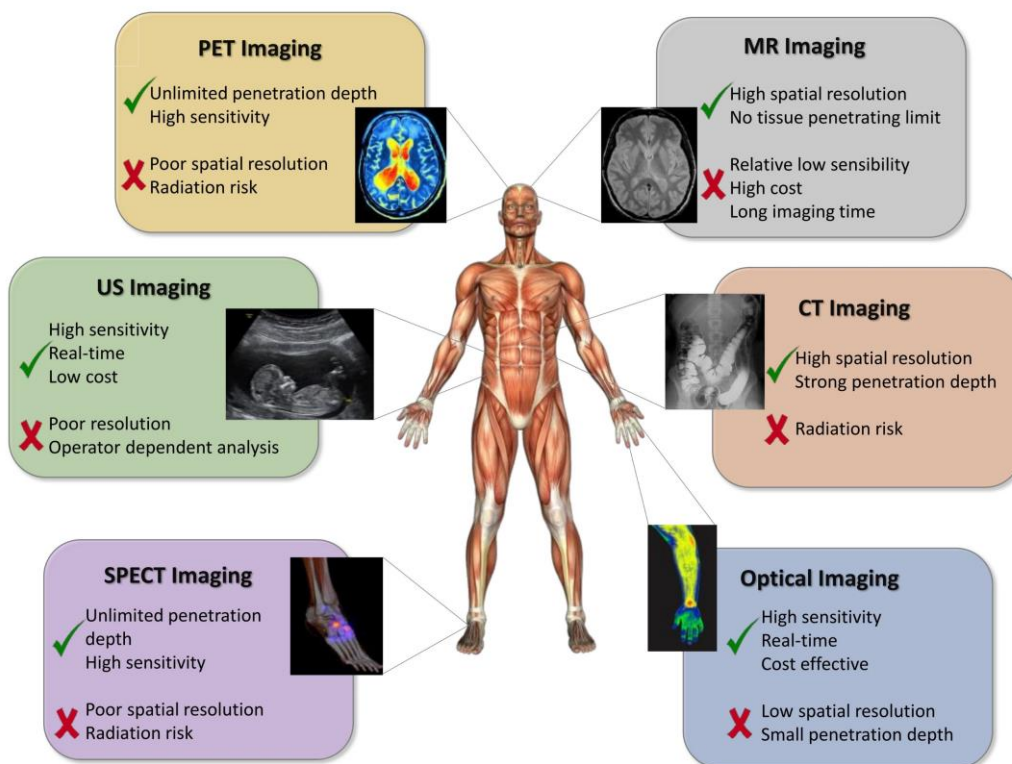 PET Imaging
Unlimited penetration depth
High sensitivity
Poor spatial resolution
Radiation risk
MR Imaging
High spatial resolution
No tissue penetrating limit
Relative low sensibility
High cost
Long imaging time
US Imaging
High sensitivity
Real-time
Low cost
Poor resolution
Operator dependent analysis
CT Imaging
High spatial resolution
Strong penetration depth
Radiation risk
SPECT Imaging
Unlimited penetration
depth
High sensitivity
Poor spatial resolution
Radiation risk
Optical Imaging
High sensitivity
Real-time
Cost effective
Low spatial resolution
Small penetration depth